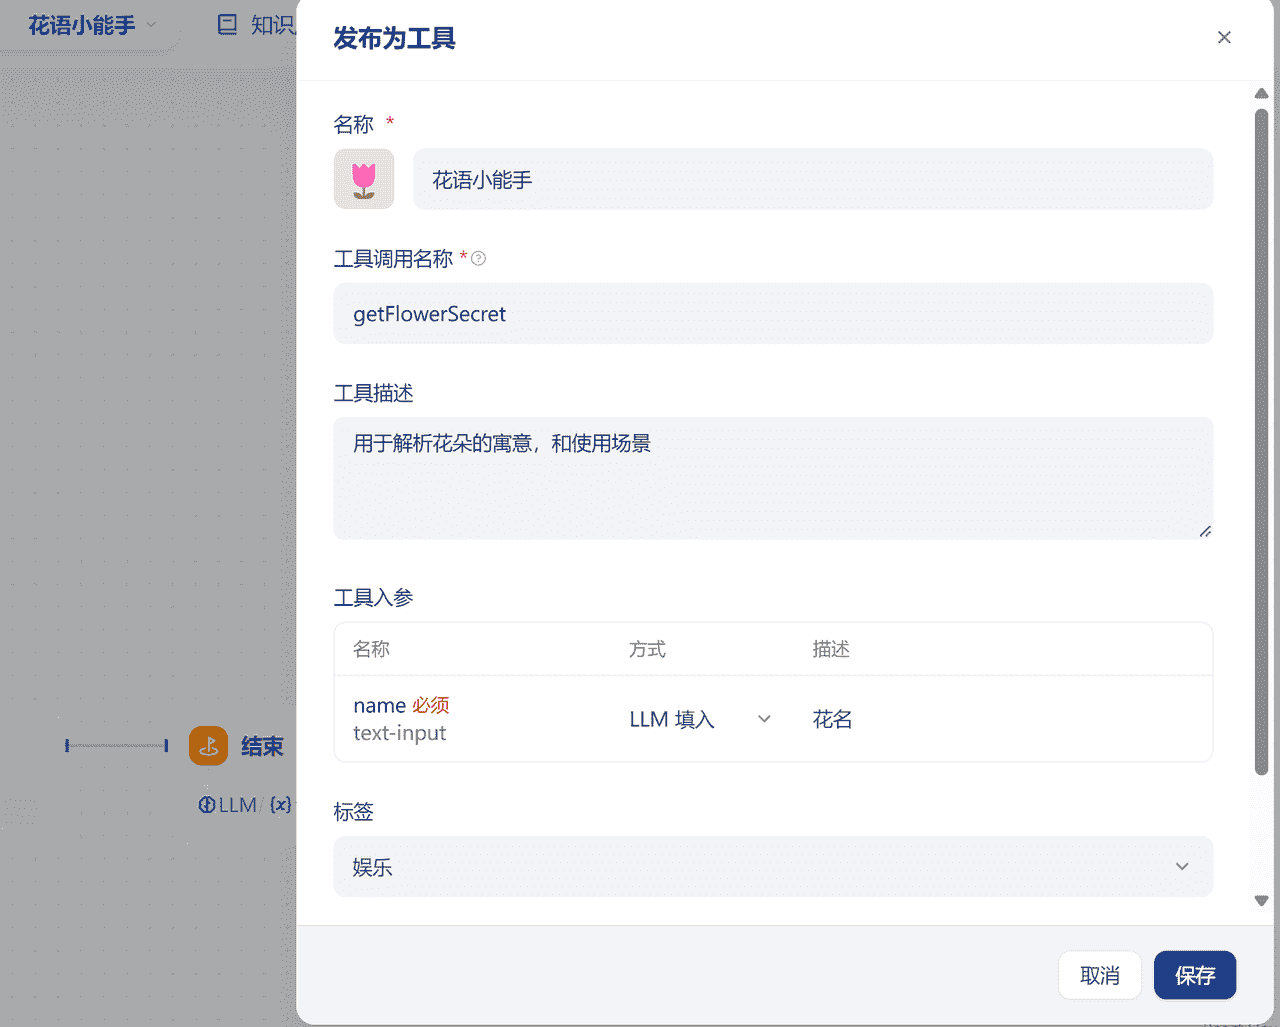 花语小能手
知识
发布为工具
名称 *
花语小能手
工具调用名称 *
getFlowerSecret
工具描述
用于解析花朵的寓意，和使用场景
工具入参
名称 方式 描述
name 必须 LLM 填入 花名
text-input
结束
LLM / {x}
标签
娱乐
取消 保存